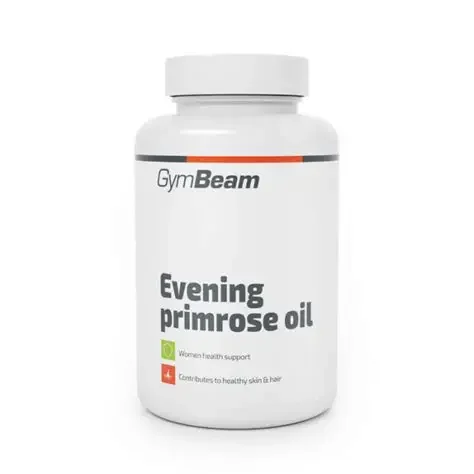 GymBeam
Evening
primrose oil
Women health support
Contributes to healthy skin & hair